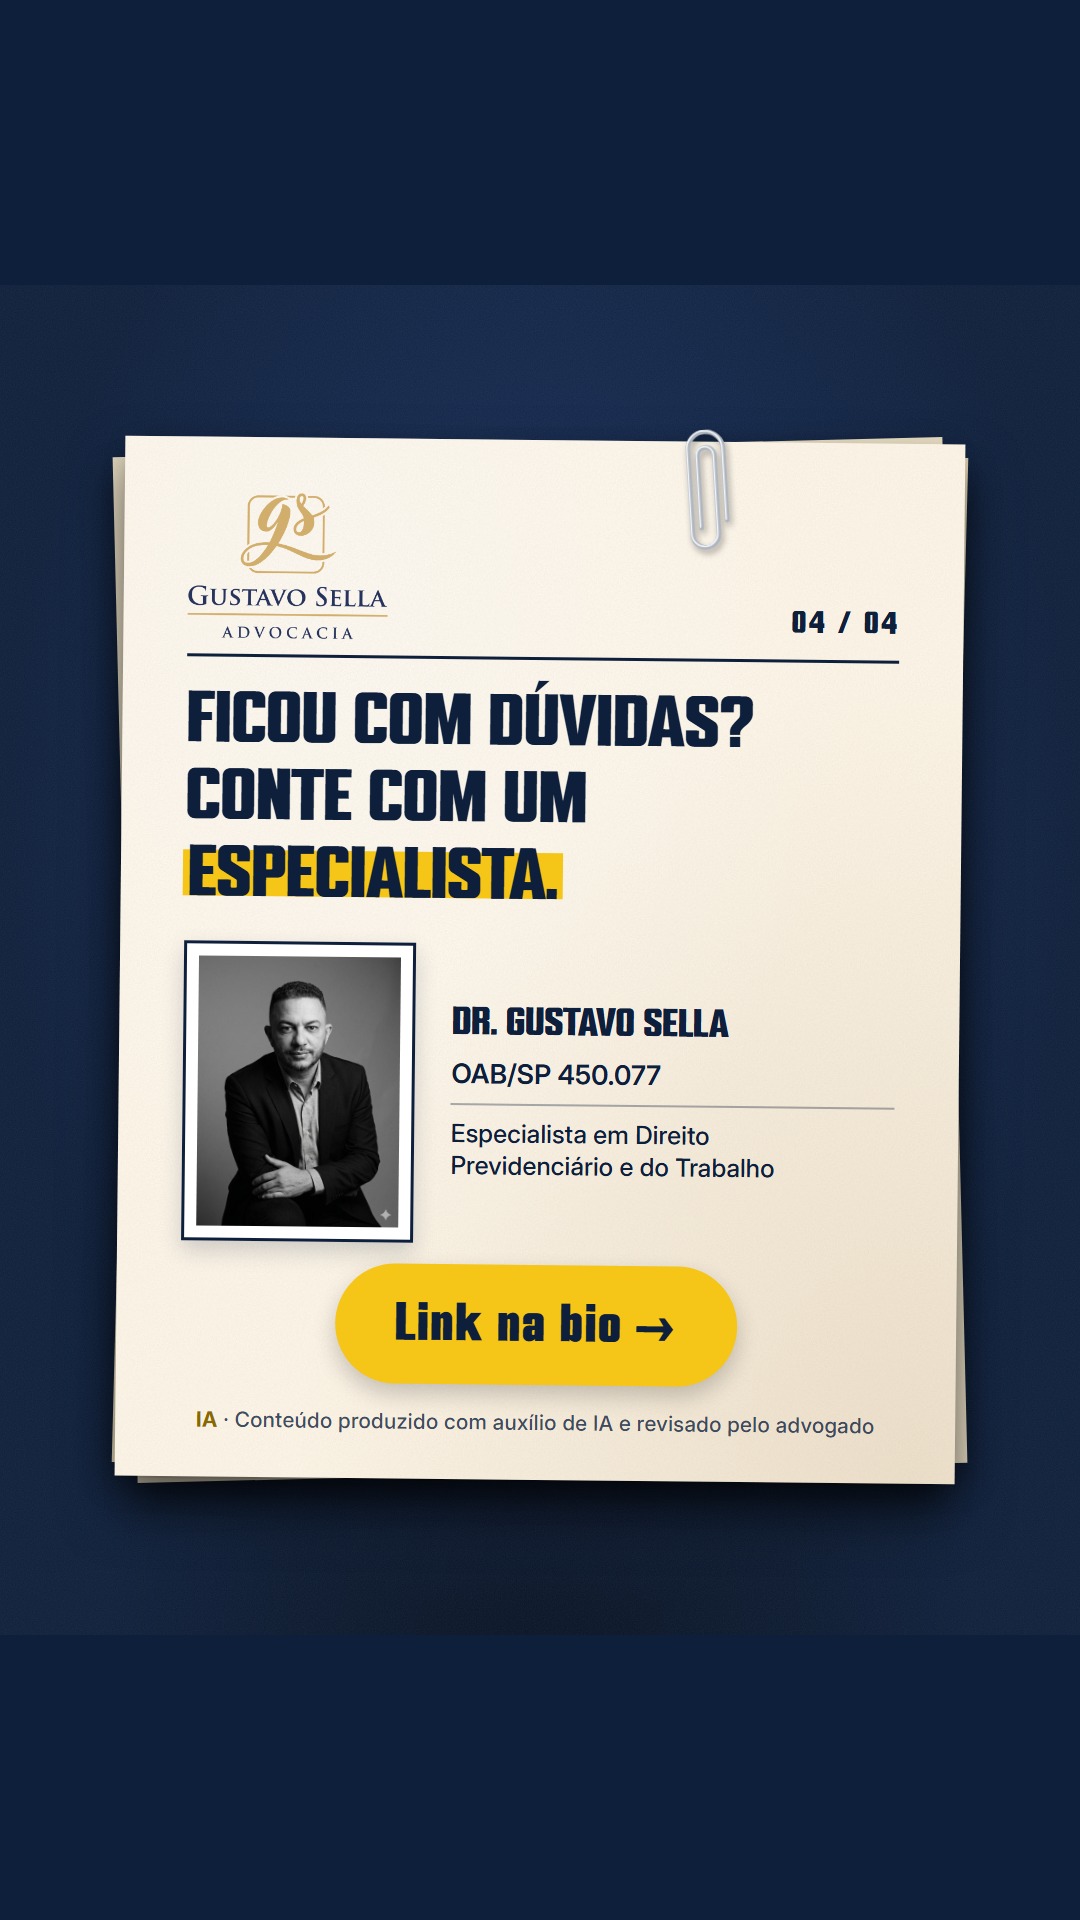 gs
GUSTAVO SELLA
ADVOCACIA
04 / 04
FICOU COM DÚVIDAS?
CONTE COM UM
ESPECIALISTA.
DR. GUSTAVO SELLA
OAB/SP 450.077
Especialista em Direito
Previdenciário e do Trabalho
Link na bio →
IA · Conteúdo produzido com auxílio de IA e revisado pelo advogado